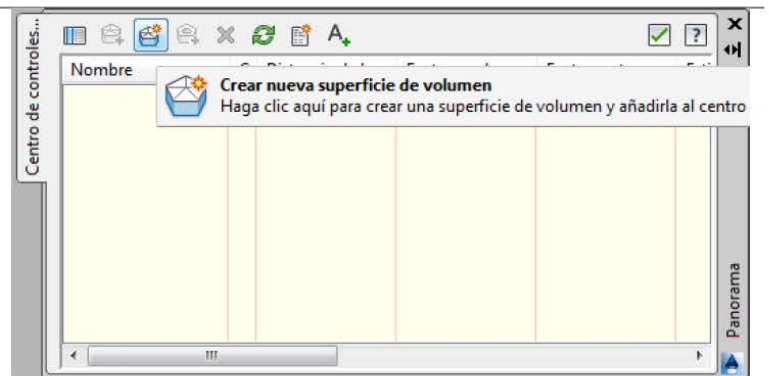 Centro de controles...
A
?
Nombre
Crear nueva superficie de volumen
Haga clic aquí para crear una superficie de volumen y añadirla al centro
Panorama